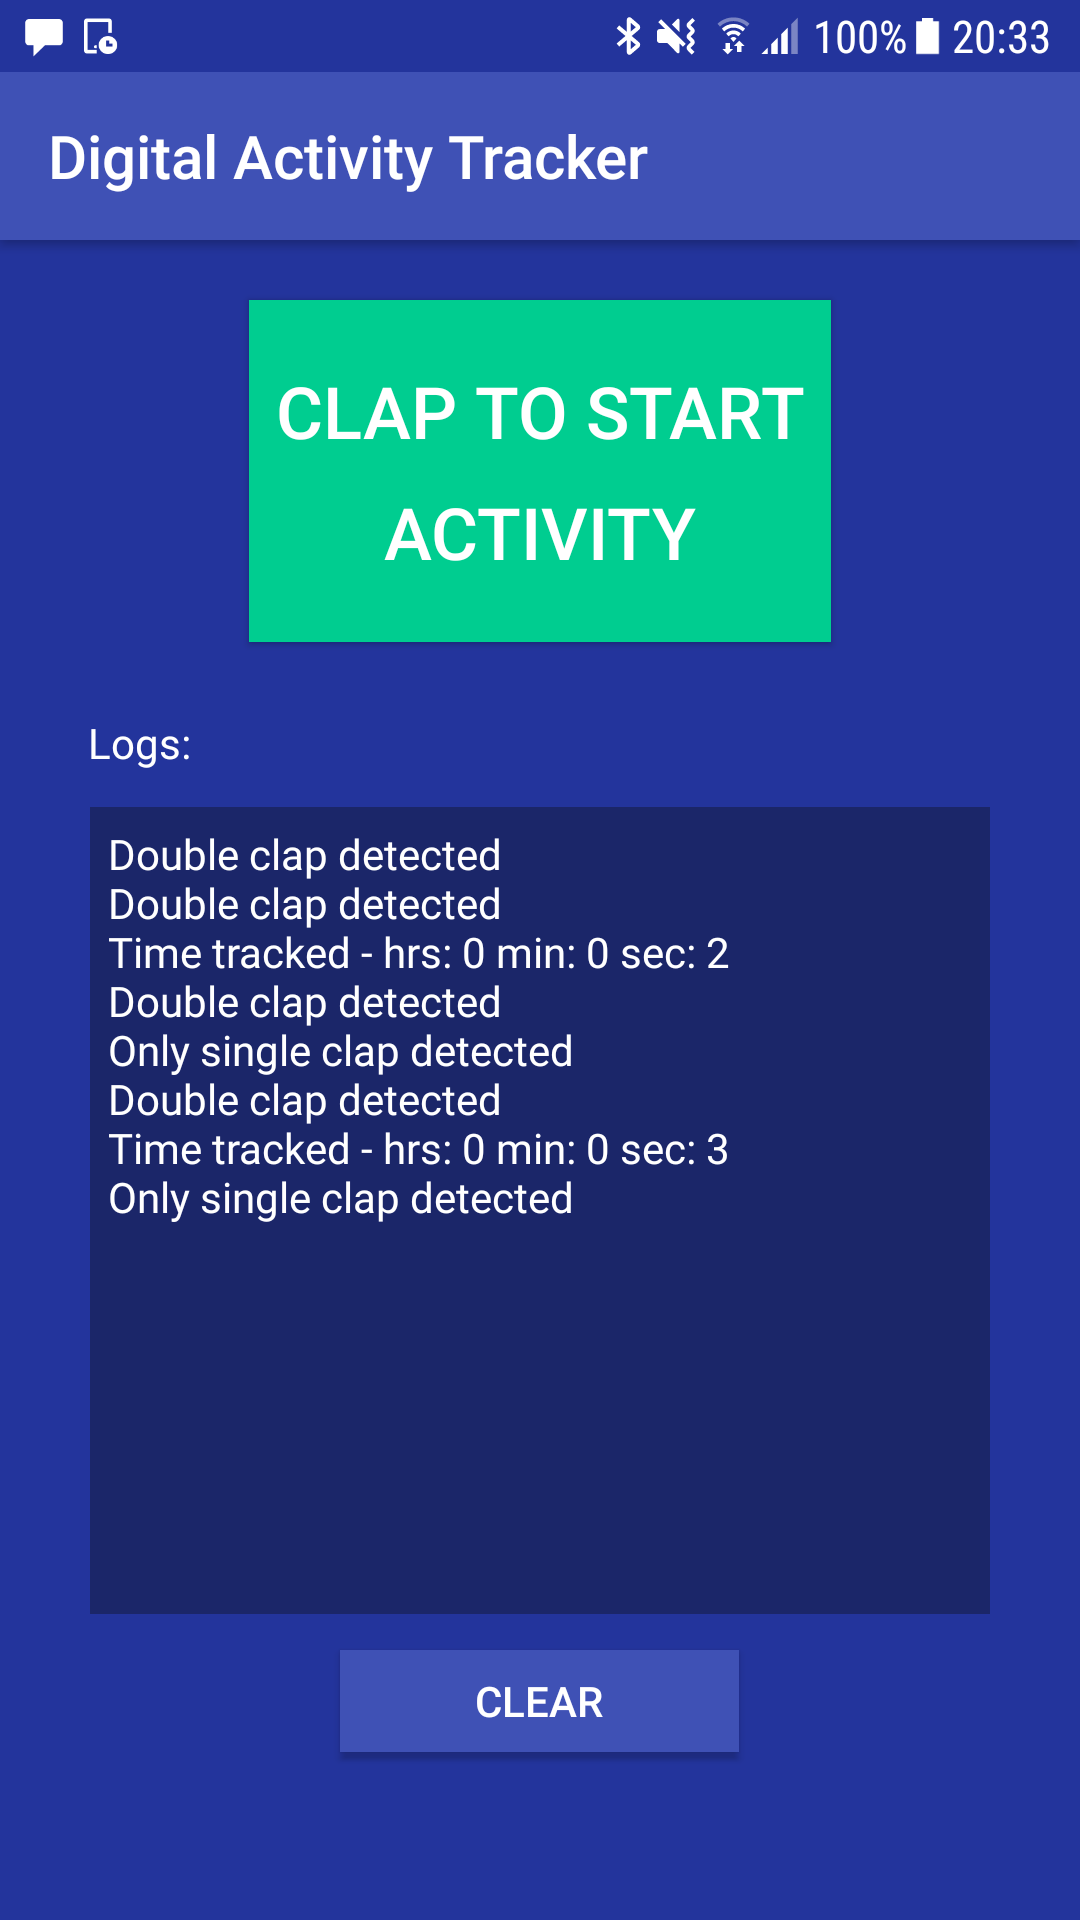 100% 20:33
Digital Activity Tracker
CLAP TO START
ACTIVITY
Logs:
Double clap detected
Double clap detected
Time tracked - hrs: 0 min: 0 sec: 2
Double clap detected
Only single clap detected
Double clap detected
Time tracked - hrs: 0 min: 0 sec: 3
Only single clap detected
CLEAR